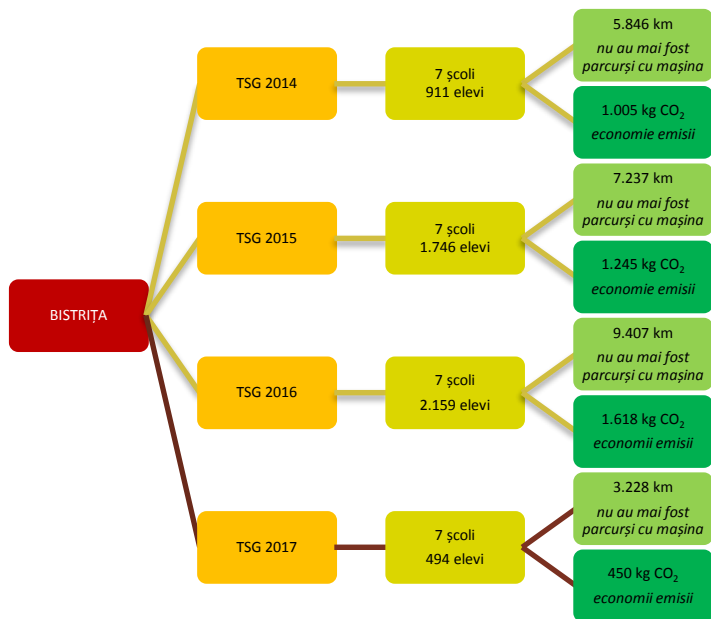 BISTRIȚA
TSG 2014
7 școli
911 elevi
5.846 km
nu au mai fost
parcurși cu mașina
1.005 kg CO₂
economie emisii
TSG 2015
7 școli
1.746 elevi
7.237 km
nu au mai fost
parcurși cu mașina
1.245 kg CO₂
economie emisii
TSG 2016
7 școli
2.159 elevi
9.407 km
nu au mai fost
parcurși cu mașina
1.618 kg CO₂
economii emisii
TSG 2017
7 școli
494 elevi
3.228 km
nu au mai fost
parcurși cu mașina
450 kg CO₂
economii emisii